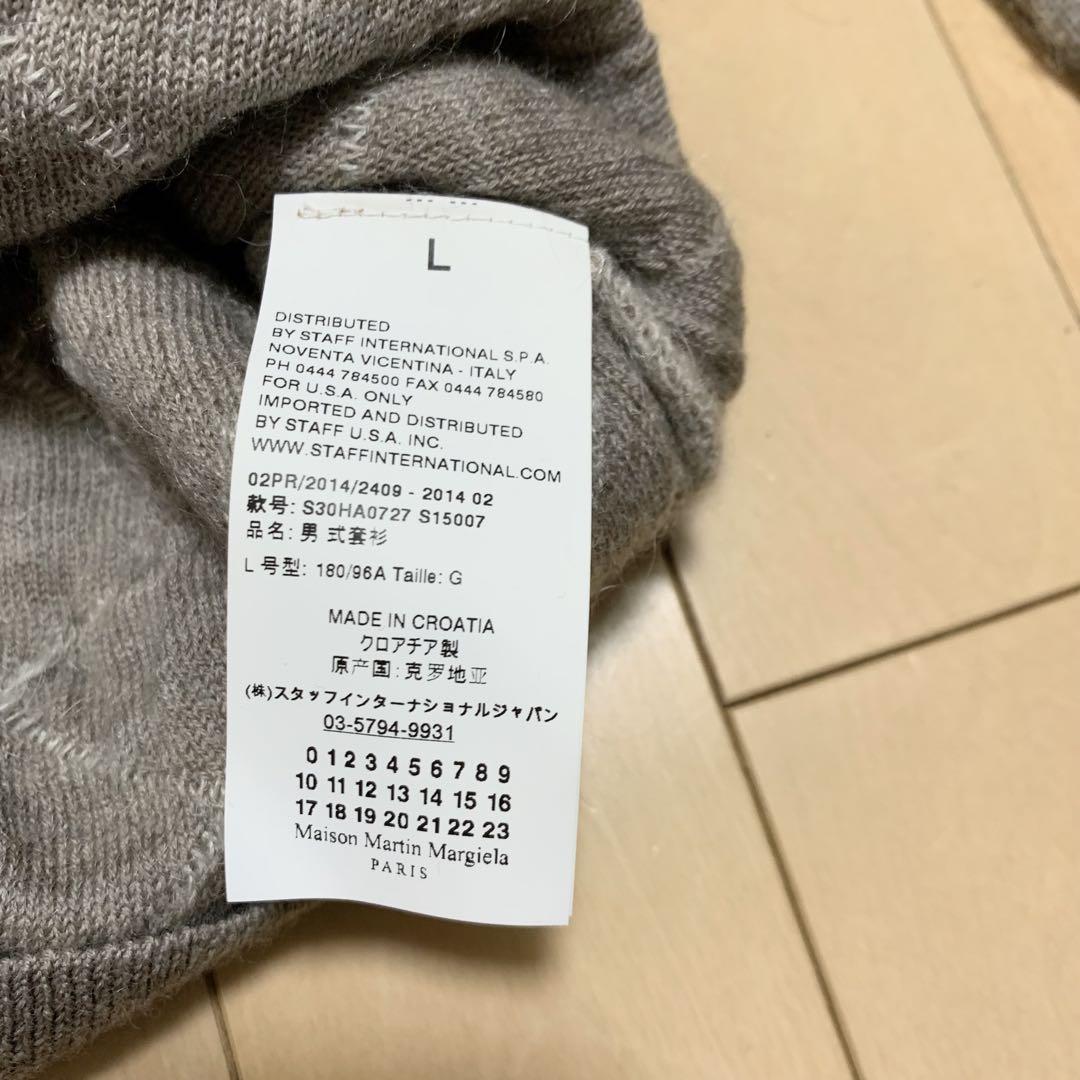 L
DISTRIBUTED
BY STAFF INTERNATIONAL S.P.A.
NOVENTA VICENTINA - ITALY
PH 0444 784500 FAX 0444 784580
FOR U.S.A. ONLY
IMPORTED AND DISTRIBUTED
BY STAFF U.S.A. INC.
WWW.STAFFINTERNATIONAL.COM
02PR/2014/2409 - 2014 02
款号: S30HA0727 S15007
品名: 男 式套衫
L 号型: 180/96A Taille: G
MADE IN CROATIA
クロアチア製
原产国: 克罗地亚
(株)スタッフインターナショナルジャパン
03-5794-9931
0 1 2 3 4 5 6 7 8 9
10 11 12 13 14 15 16
17 18 19 20 21 22 23
Maison Martin Margiela
PARIS